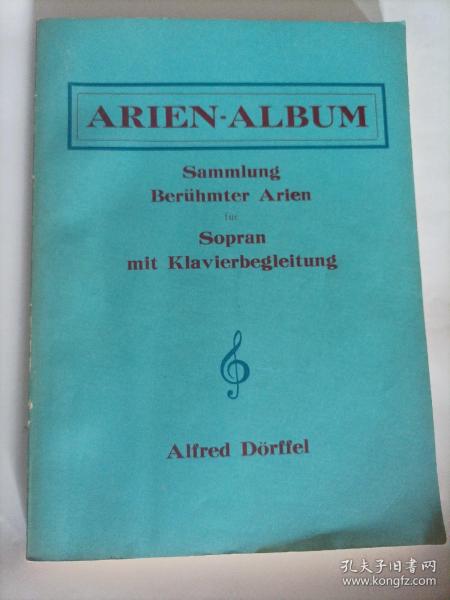 ARIEN-ALBUM
Sammlung
Berühmter Arien
für
Sopran
mit Klavierbegleitung
Alfred Dörffel
孔夫子旧书网
www.kongfz.com